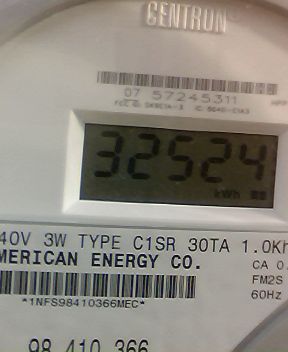 CENTRON
07 57245311
32524
kWh
40V 3W TYPE C1SR 30TA 1.0Kh
MERICAN ENERGY CO.
CA 0.
FM2S
*1NFS98410366MEC*
60Hz
98 410 366